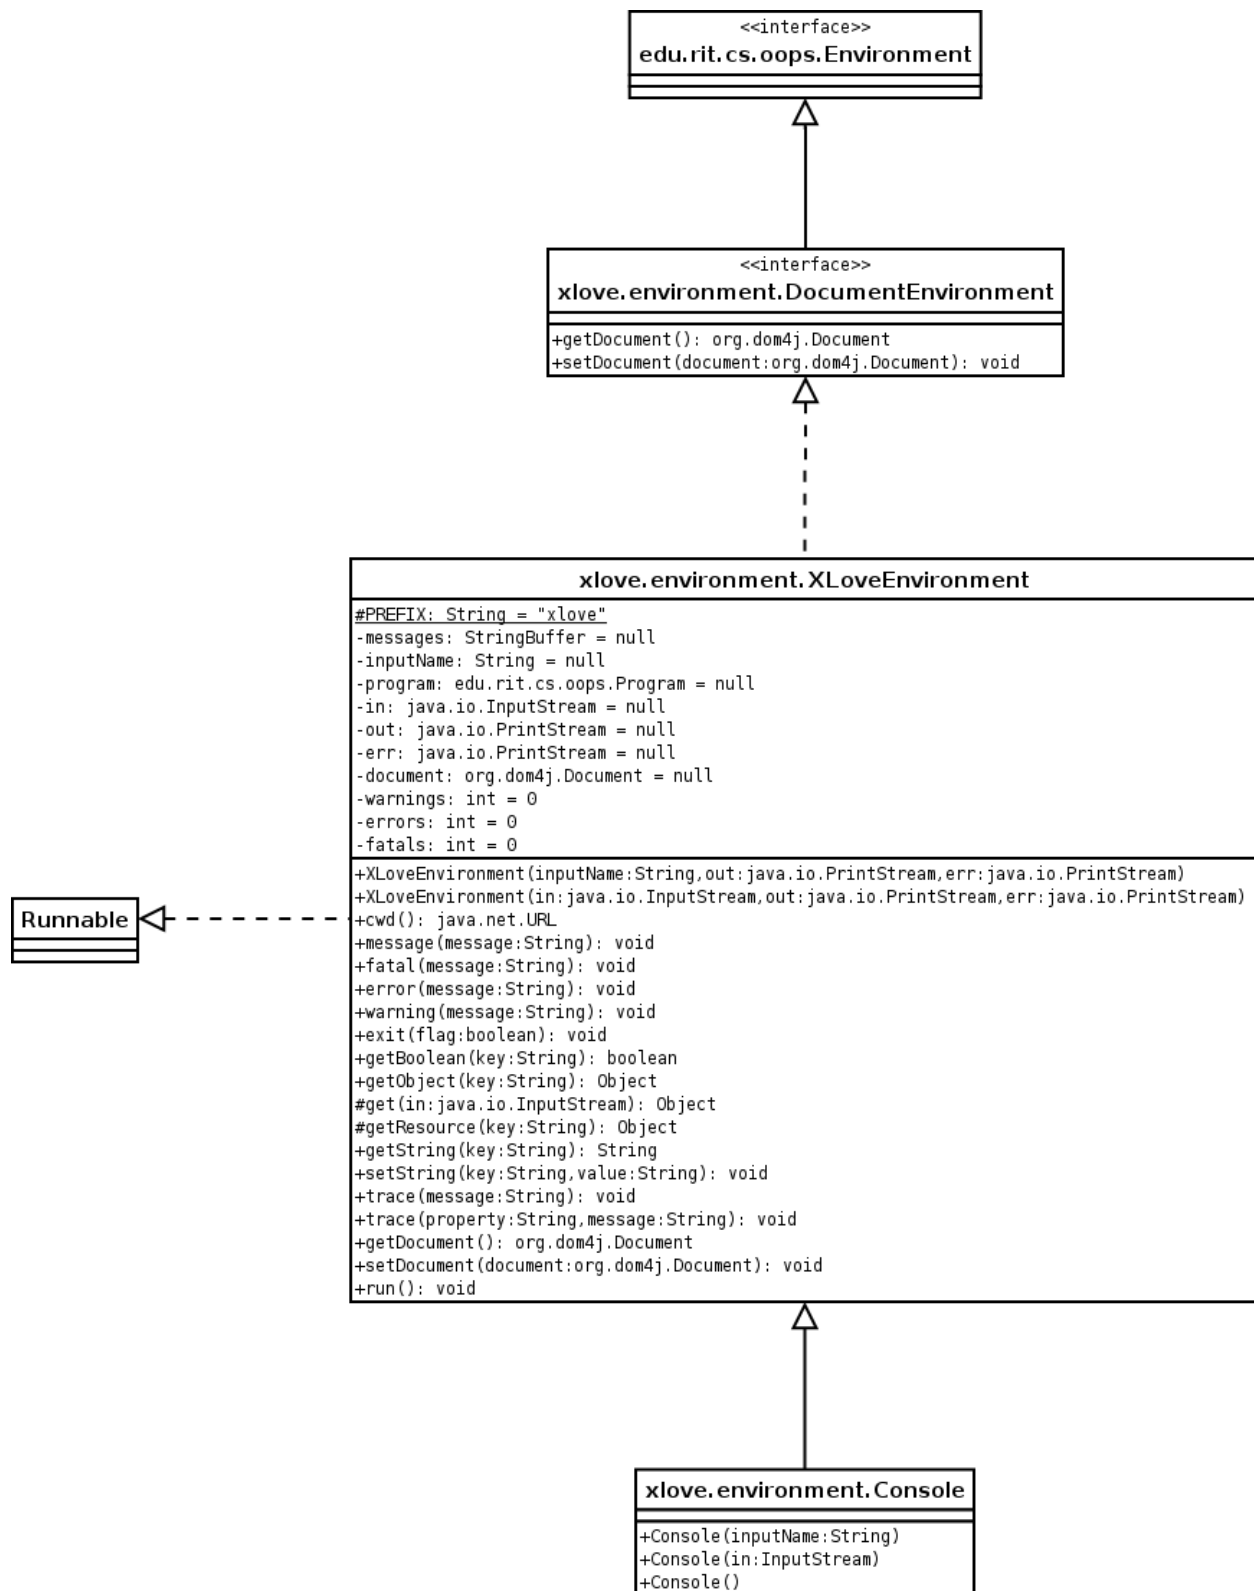 <<interface>>
edu.rit.cs.oops.Environment
<<interface>>
xlove.environment.DocumentEnvironment
+getDocument(): org.dom4j.Document
+setDocument(document:org.dom4j.Document): void
xlove.environment.XLoveEnvironment
#PREFIX: String = "xlove"
-messages: StringBuffer = null
-inputName: String = null
-program: edu.rit.cs.oops.Program = null
-in: java.io.InputStream = null
-out: java.io.PrintStream = null
-err: java.io.PrintStream = null
-document: org.dom4j.Document = null
-warnings: int = 0
-errors: int = 0
-fatals: int = 0
+XLoveEnvironment(inputName:String,out:java.io.PrintStream,err:java.io.PrintStream)
+XLoveEnvironment(in:java.io.InputStream,out:java.io.PrintStream,err:java.io.PrintStream)
+cwd(): java.net.URL
+message(message:String): void
+fatal(message:String): void
+error(message:String): void
+warning(message:String): void
+exit(flag:boolean): void
+getBoolean(key:String): boolean
+getObject(key:String): Object
#get(in:java.io.InputStream): Object
#getResource(key:String): Object
+getString(key:String): String
+setString(key:String,value:String): void
+trace(message:String): void
+trace(property:String,message:String): void
+getDocument(): org.dom4j.Document
+setDocument(document:org.dom4j.Document): void
+run(): void
Runnable
xlove.environment.Console
+Console(inputName:String)
+Console(in:InputStream)
+Console()